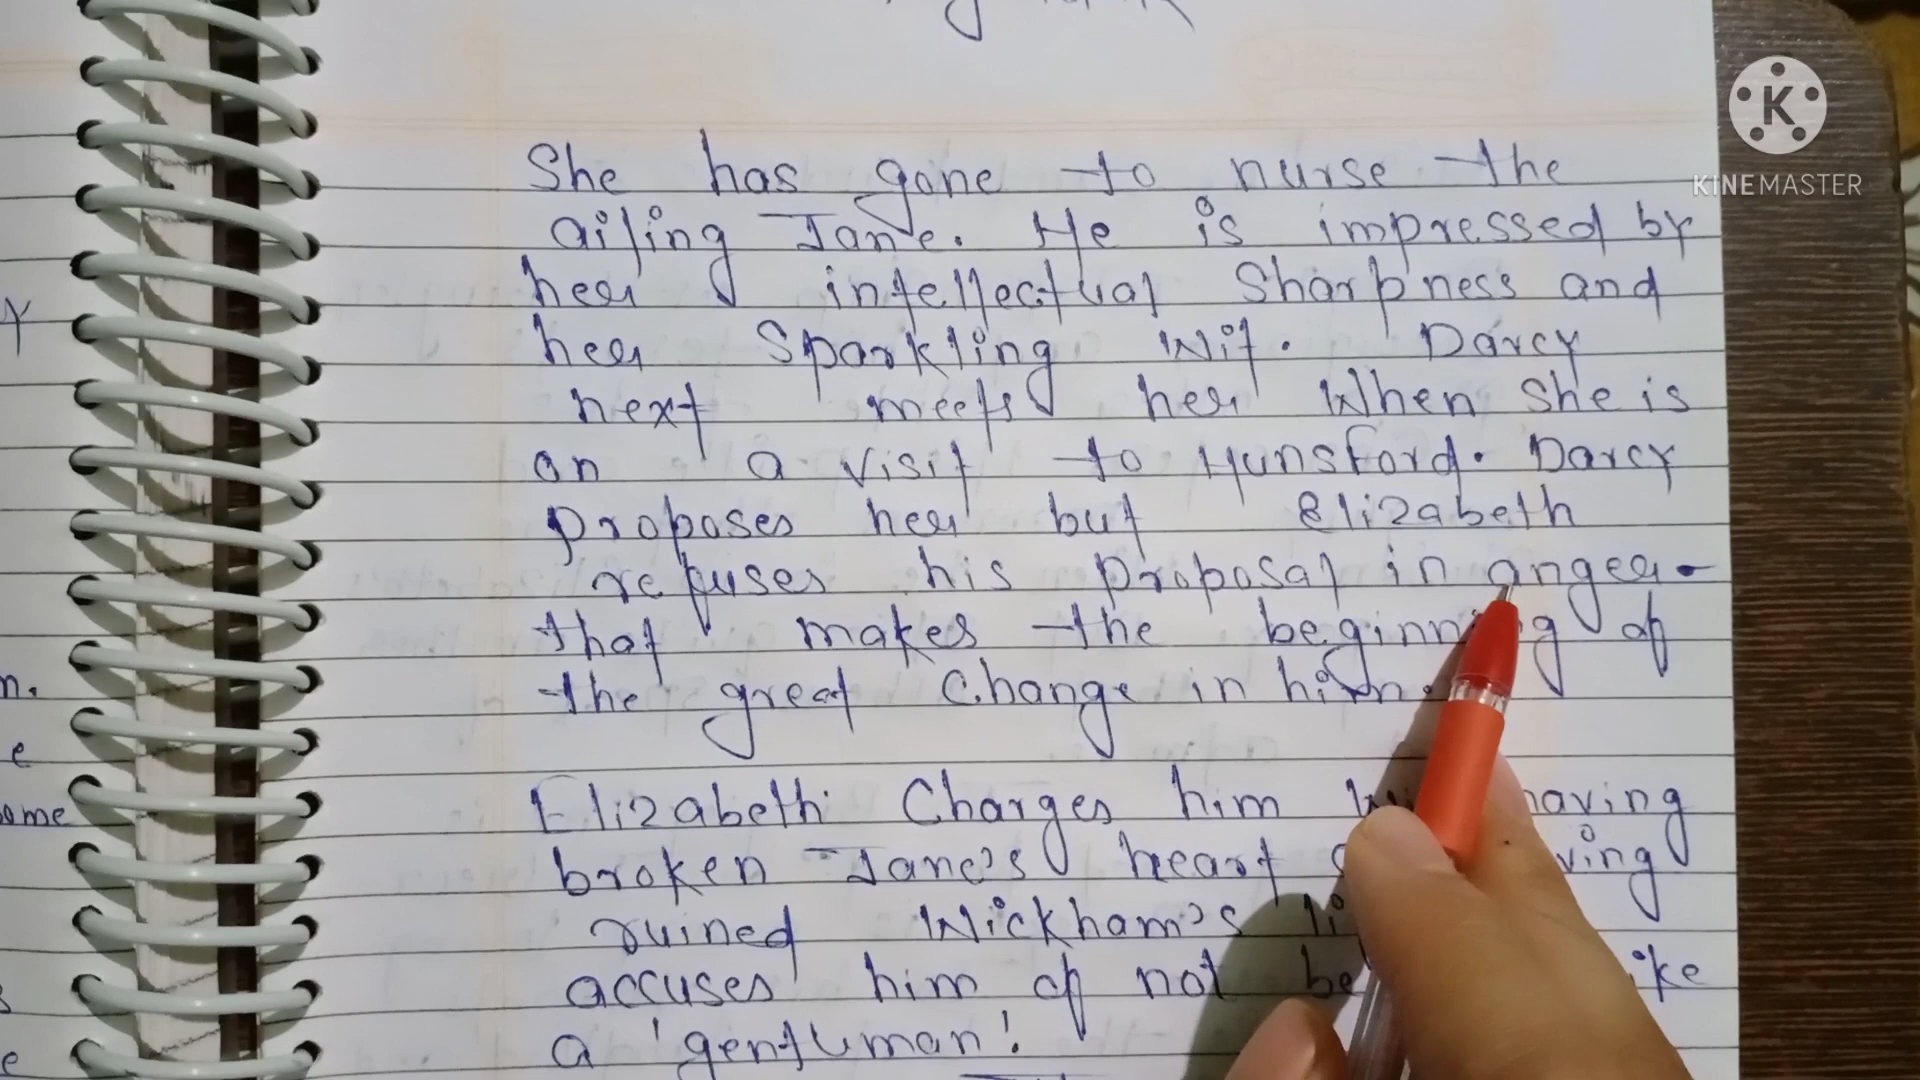 She has gone to nurse the
ailing Jane. He is impressed by
her intellectual Sharpness and
her Sparkling Wit. Darcy
next meets her When She is
on a visit to Hunsford. Darcy
proposes her but Elizabeth
refuses his proposal in anger.
that makes the beginning of
the great Change in him.
Elizabeth Charges him having
broken Jane's heart
ruined Wickham's
accuses him of not
a 'gentleman'
y
n.
e
ome
s
e
K
KINEMASTER